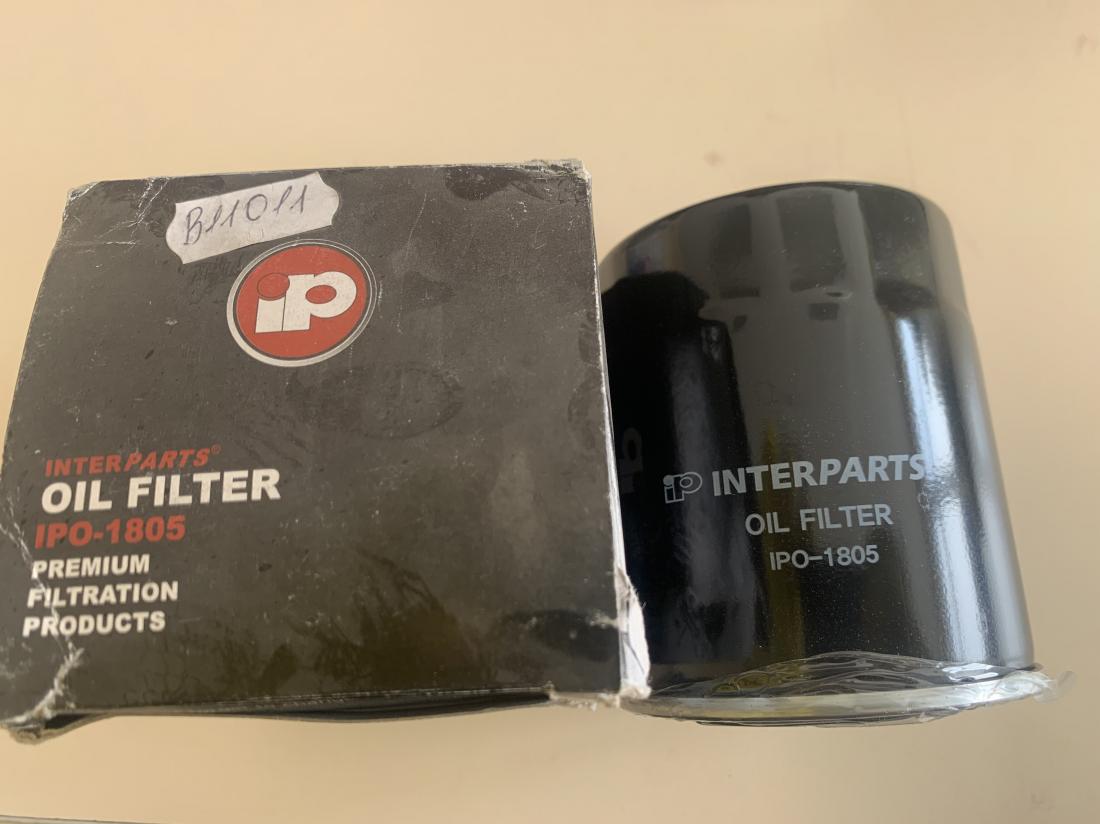 B11011
ip
INTERPARTS®
OIL FILTER
IPO-1805
PREMIUM
FILTRATION
PRODUCTS
ip INTERPARTS
OIL FILTER
IPO-1805